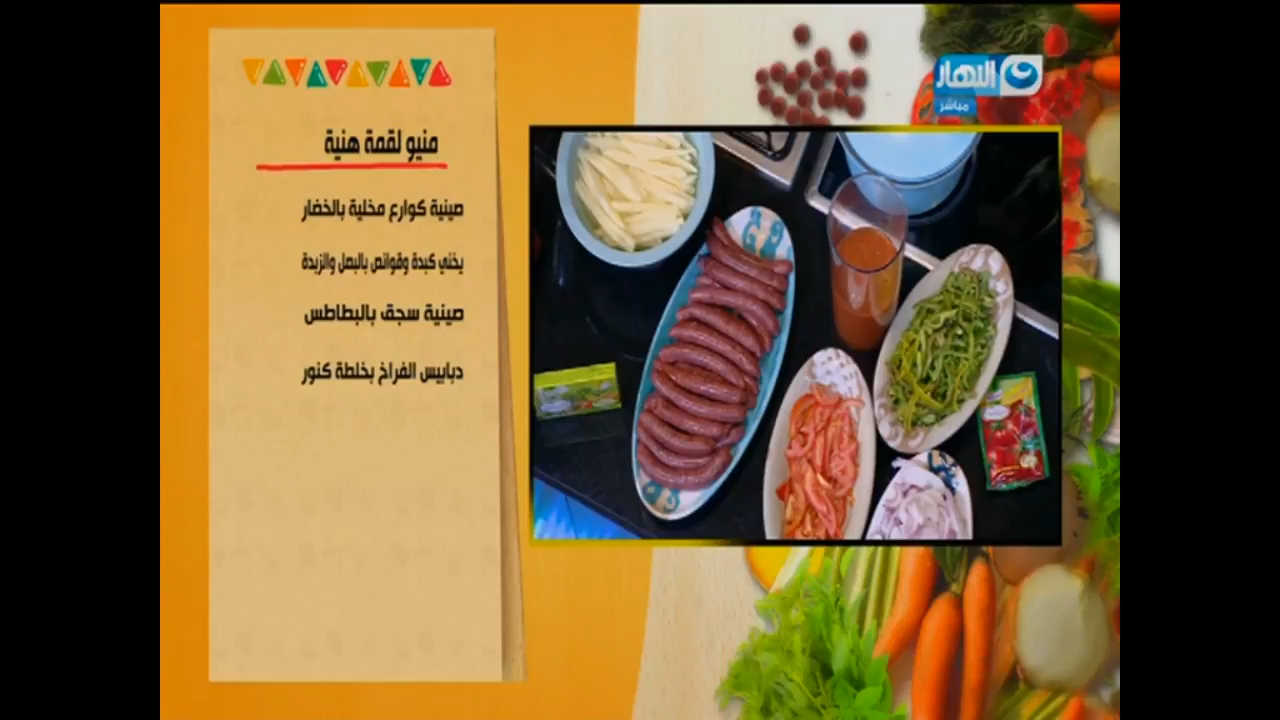 النهار
مباشر
منيو لقمة هنية
صينية كوارع مخلية بالخضار
يخني كبدة وقوانص بالبصل والزبدة
صينية سجق بالبطاطس
دبابيس الفراخ بخلطة كنور